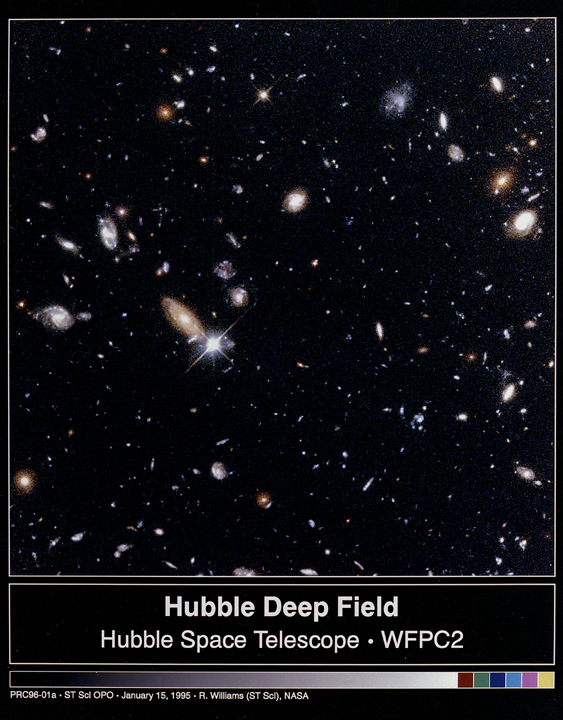 Hubble Deep Field
Hubble Space Telescope • WFPC2
PRC96-01a • ST ScI OPO • January 15, 1995 • R. Williams (ST ScI), NASA